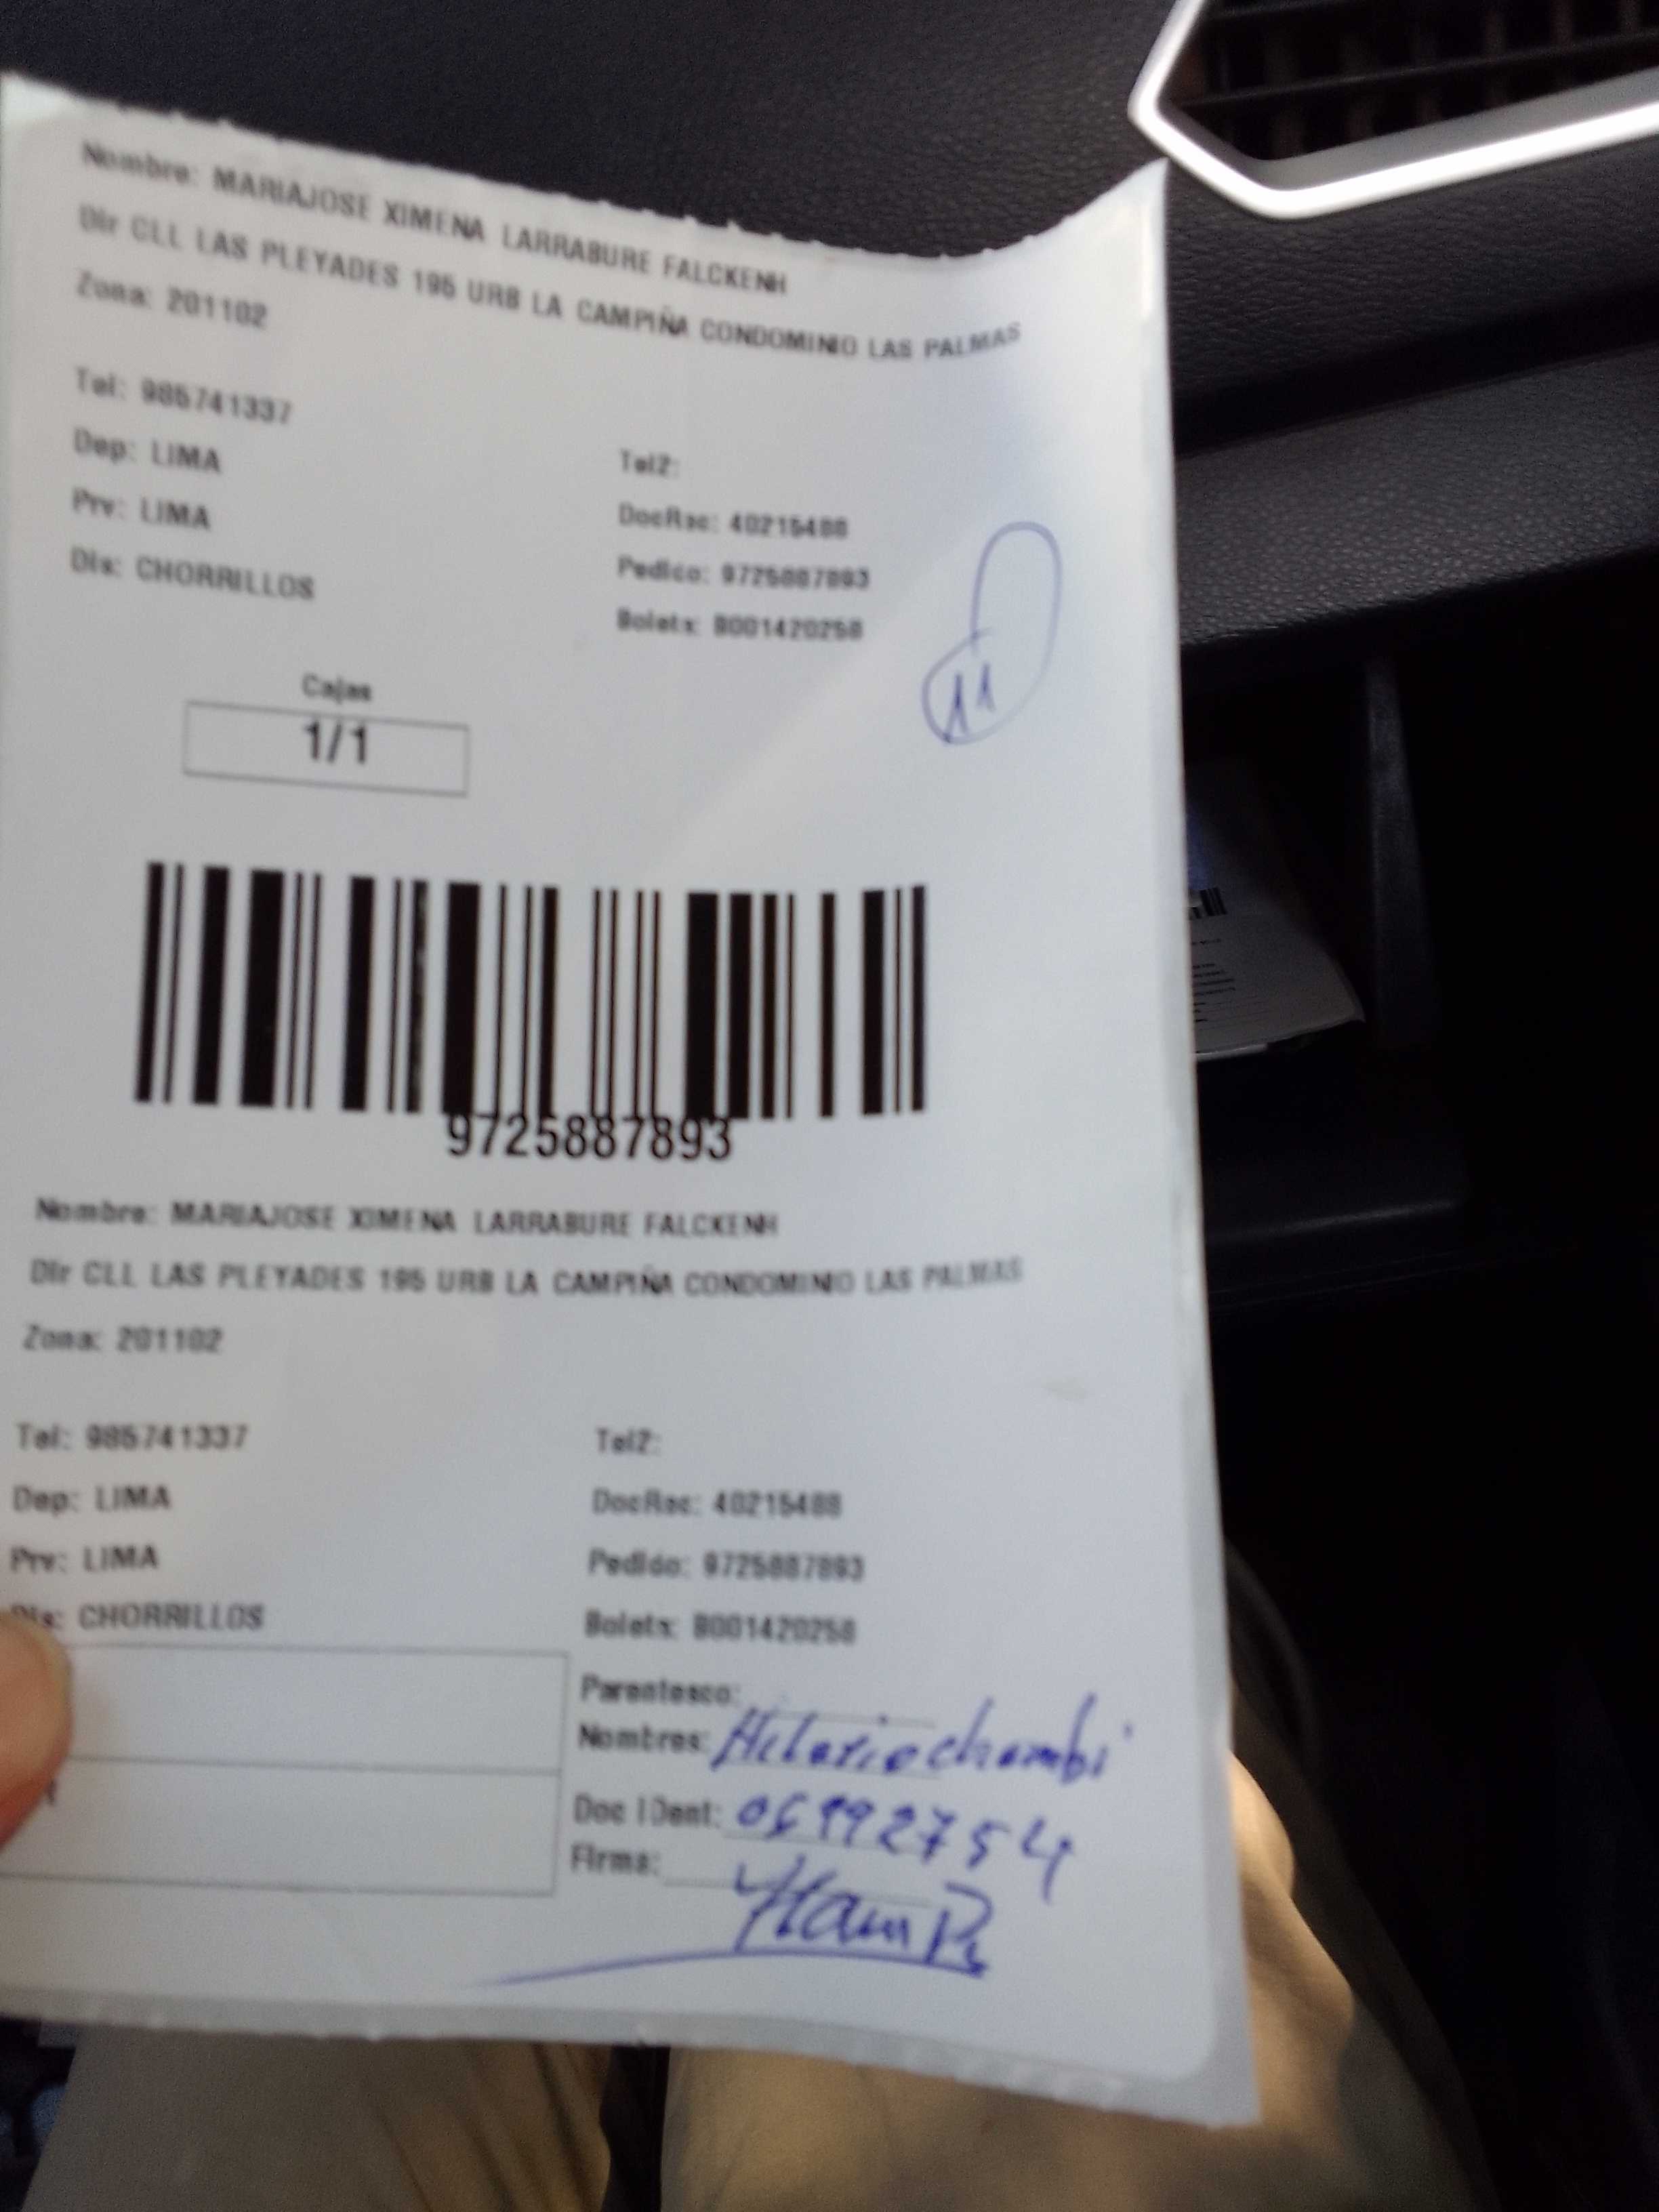 Nombre: MARIAJOSE XIMENA LARRABURE FALCKENH
Dir CLL LAS PLEYADES 195 URB LA CAMPIÑA CONDOMINIO LAS PALMAS
Zona: 201102
Tel: 985741337
Tel2:
Dep: LIMA
DocRsc: 40215488
Prv: LIMA
Pedido: 9725887893
Dis: CHORRILLOS
Boleta: B001420258
11
Cajas
1/1
9725887893
Nombre: MARIAJOSE XIMENA LARRABURE FALCKENH
Dir CLL LAS PLEYADES 195 URB LA CAMPIÑA CONDOMINIO LAS PALMAS
Zona: 201102
Tel: 985741337
Tel2:
Dep: LIMA
DocRsc: 40215488
Prv: LIMA
Pedido: 9725887893
Dis: CHORRILLOS
Boleta: B001420258
Parentesco:
Nombres: Hilario chambi
Doc IDent:
Firma: